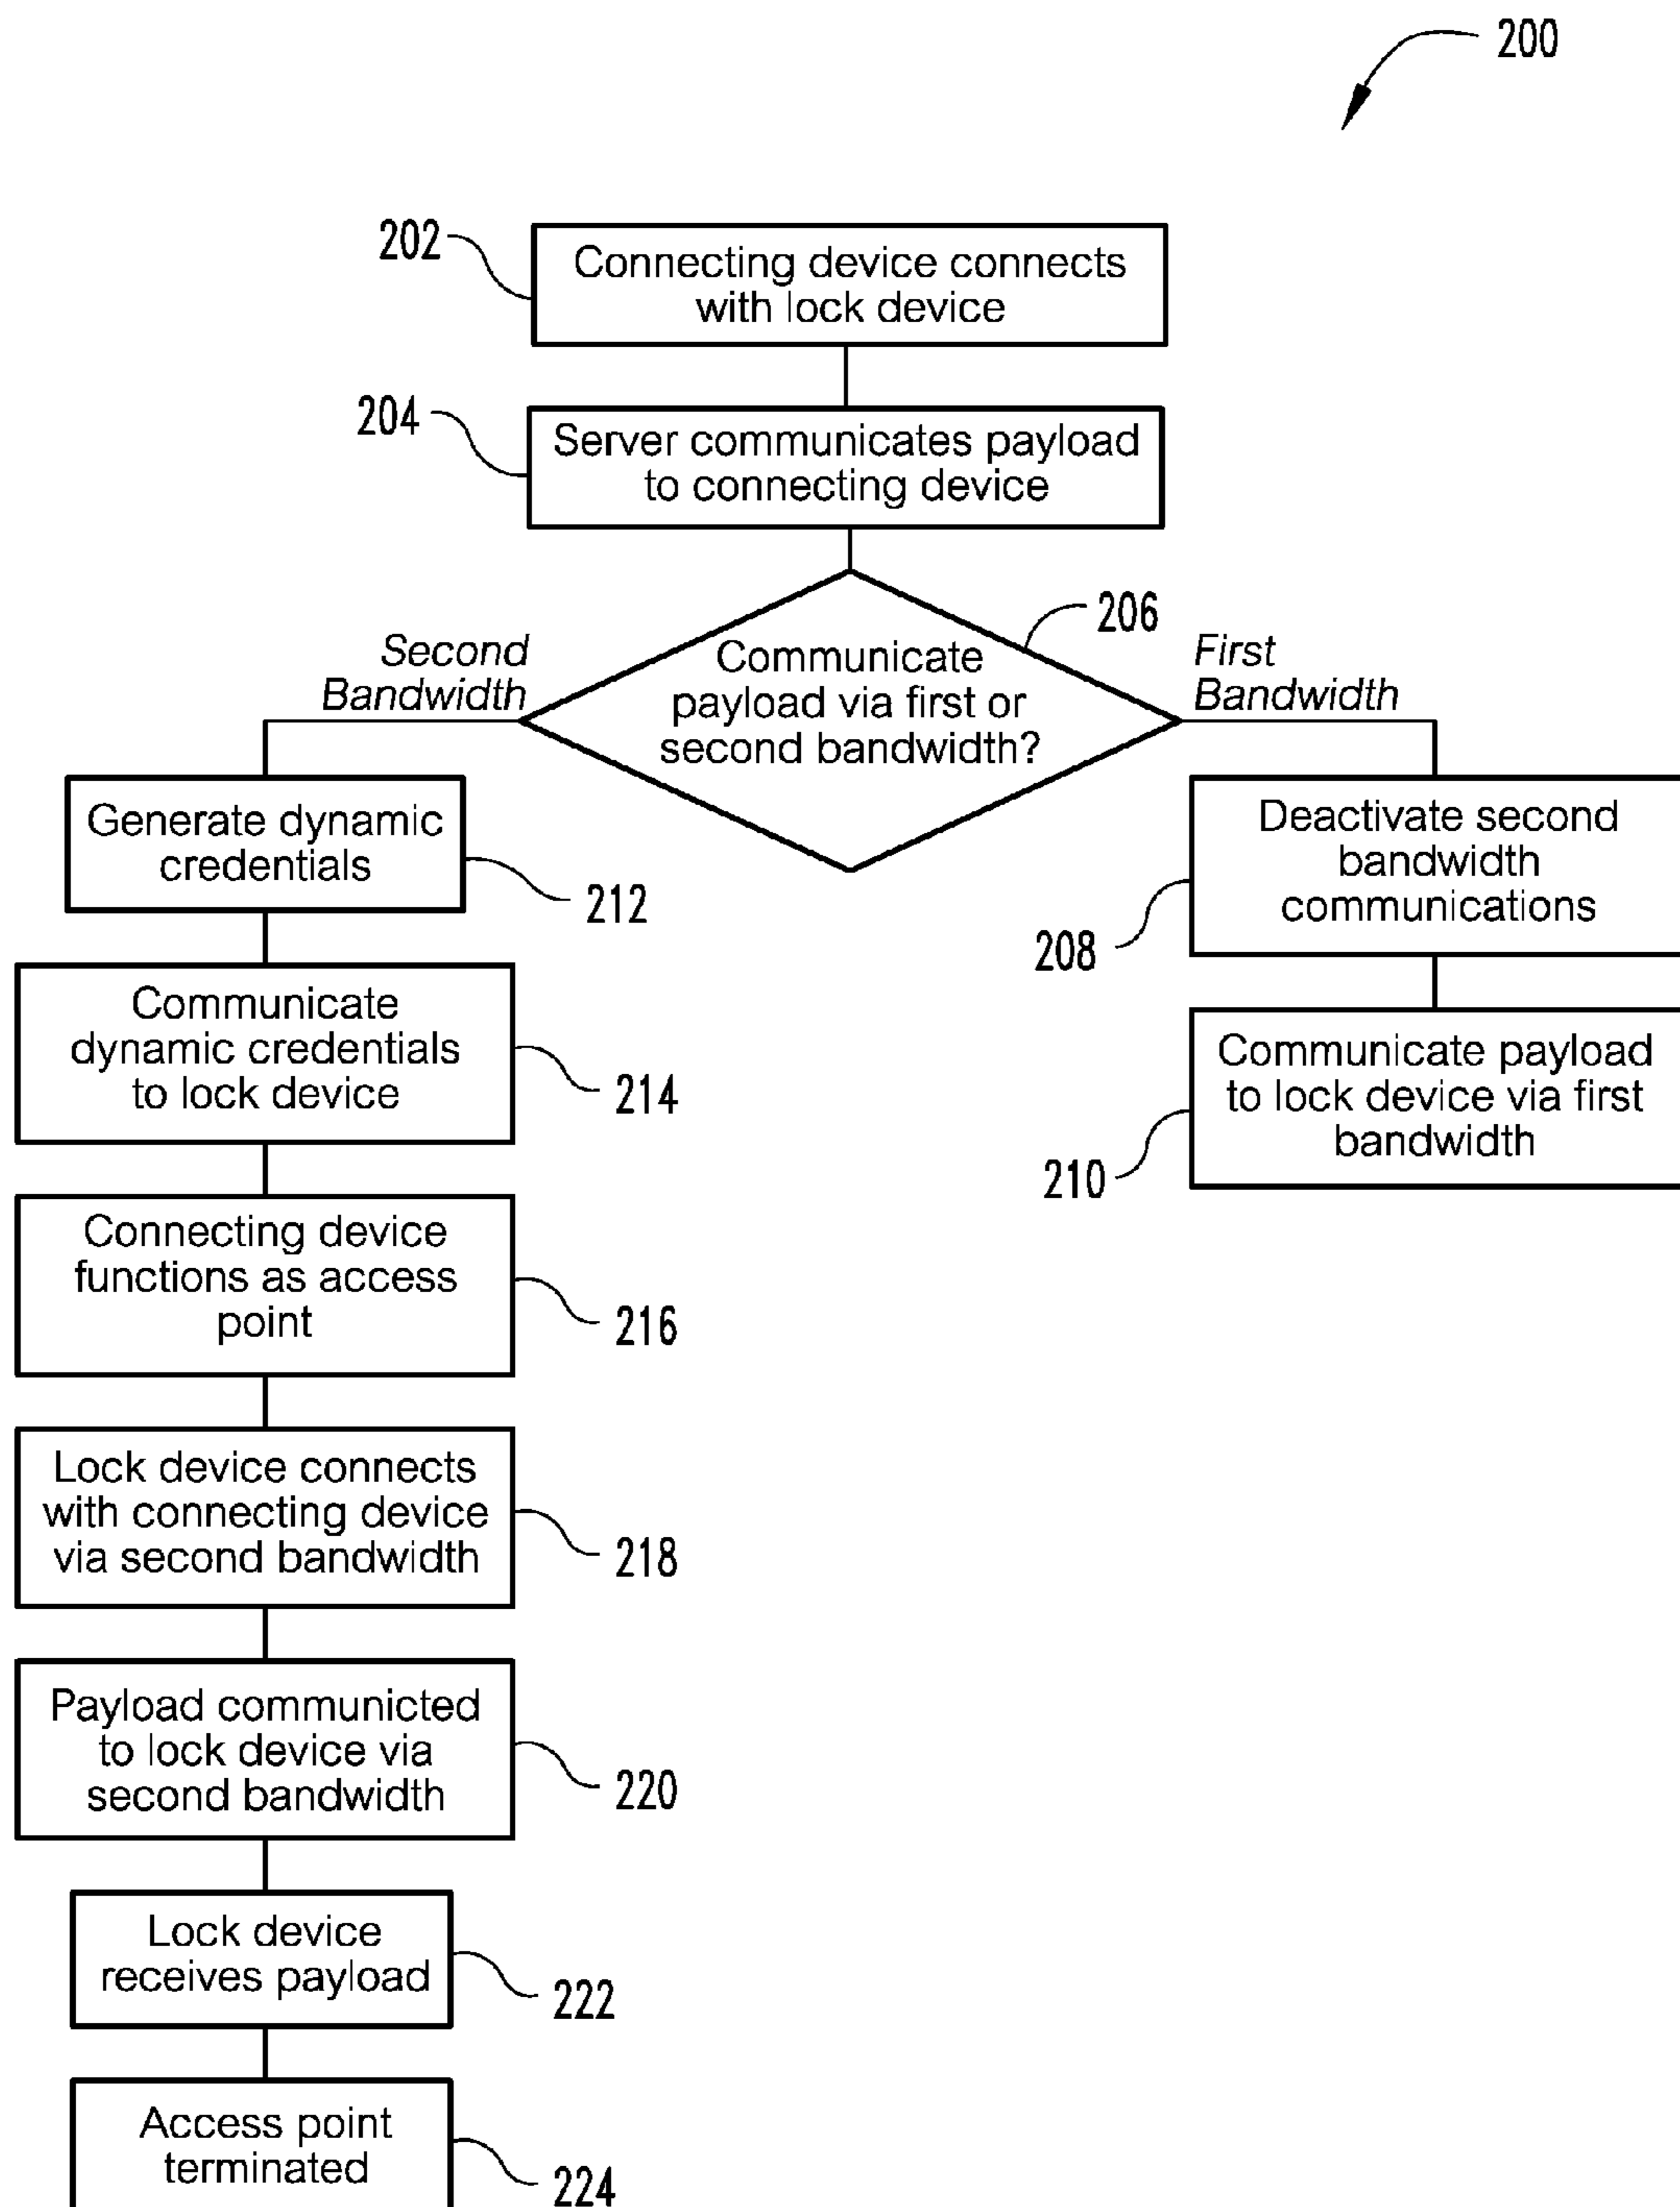 200
202
Connecting device connects
with lock device
204
Server communicates payload
to connecting device
206
Communicate
payload via first or
second bandwidth?
Second
Bandwidth
First
Bandwidth
Generate dynamic
credentials
212
Deactivate second
bandwidth
communications
208
Communicate
dynamic credentials
to lock device
214
Communicate payload
to lock device via first
bandwidth
210
Connecting device
functions as access
point
216
Lock device connects
with connecting device
via second bandwidth
218
Payload communicted
to lock device via
second bandwidth
220
Lock device
receives payload
222
Access point
terminated
224